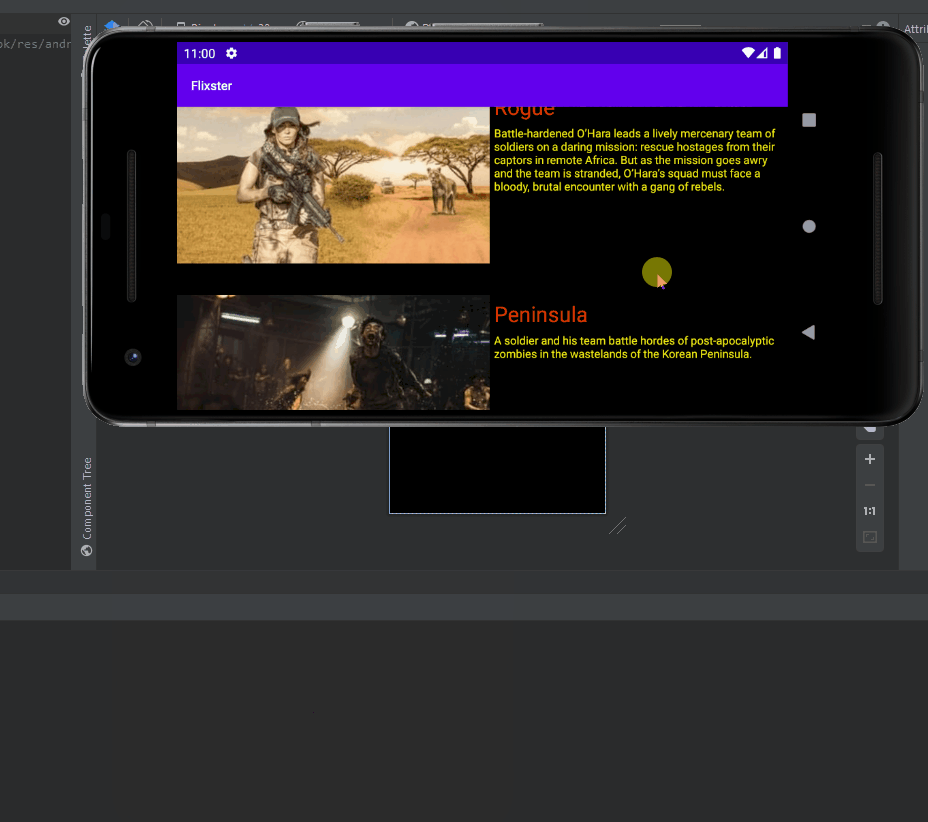 ok/res/andr
11:00
Flixster
Rogue
Battle-hardened O'Hara leads a lively mercenary team of
soldiers on a daring mission: rescue hostages from their
captors in remote Africa. But as the mission goes awry
and the team is stranded, O'Hara's squad must face a
bloody, brutal encounter with a gang of rebels.
Peninsula
A soldier and his team battle hordes of post-apocalyptic
zombies in the wastelands of the Korean Peninsula.
Component Tree
1:1